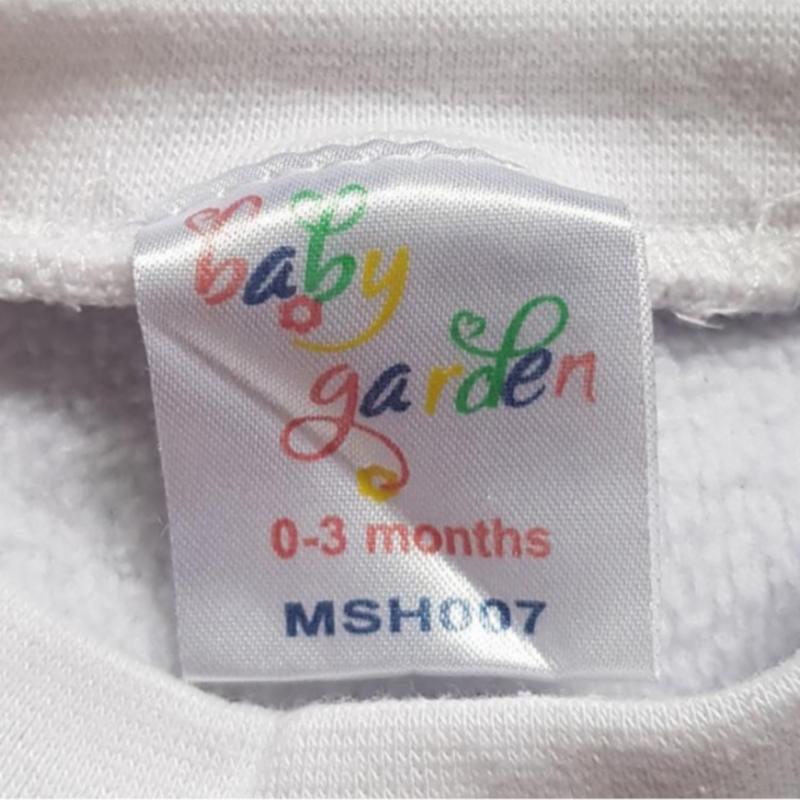 baby
garden
0-3 months
MSH007